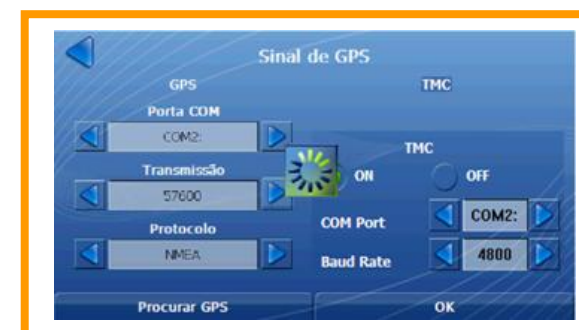 Sinal de GPS
GPS
TMC
Porta COM
COM2:
Transmissão
57600
Protocolo
NMEA
TMC
ON
OFF
COM Port
COM2:
Baud Rate
4800
Procurar GPS
OK